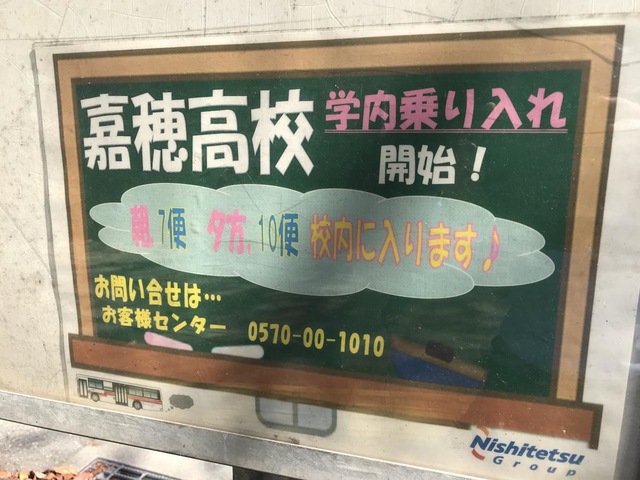 嘉穂高校 学内乗り入れ
開始！
朝 7便 夕方、10便 校内に入ります♪
お問い合せは…
お客様センター 0570-00-1010
Nishitetsu
Group